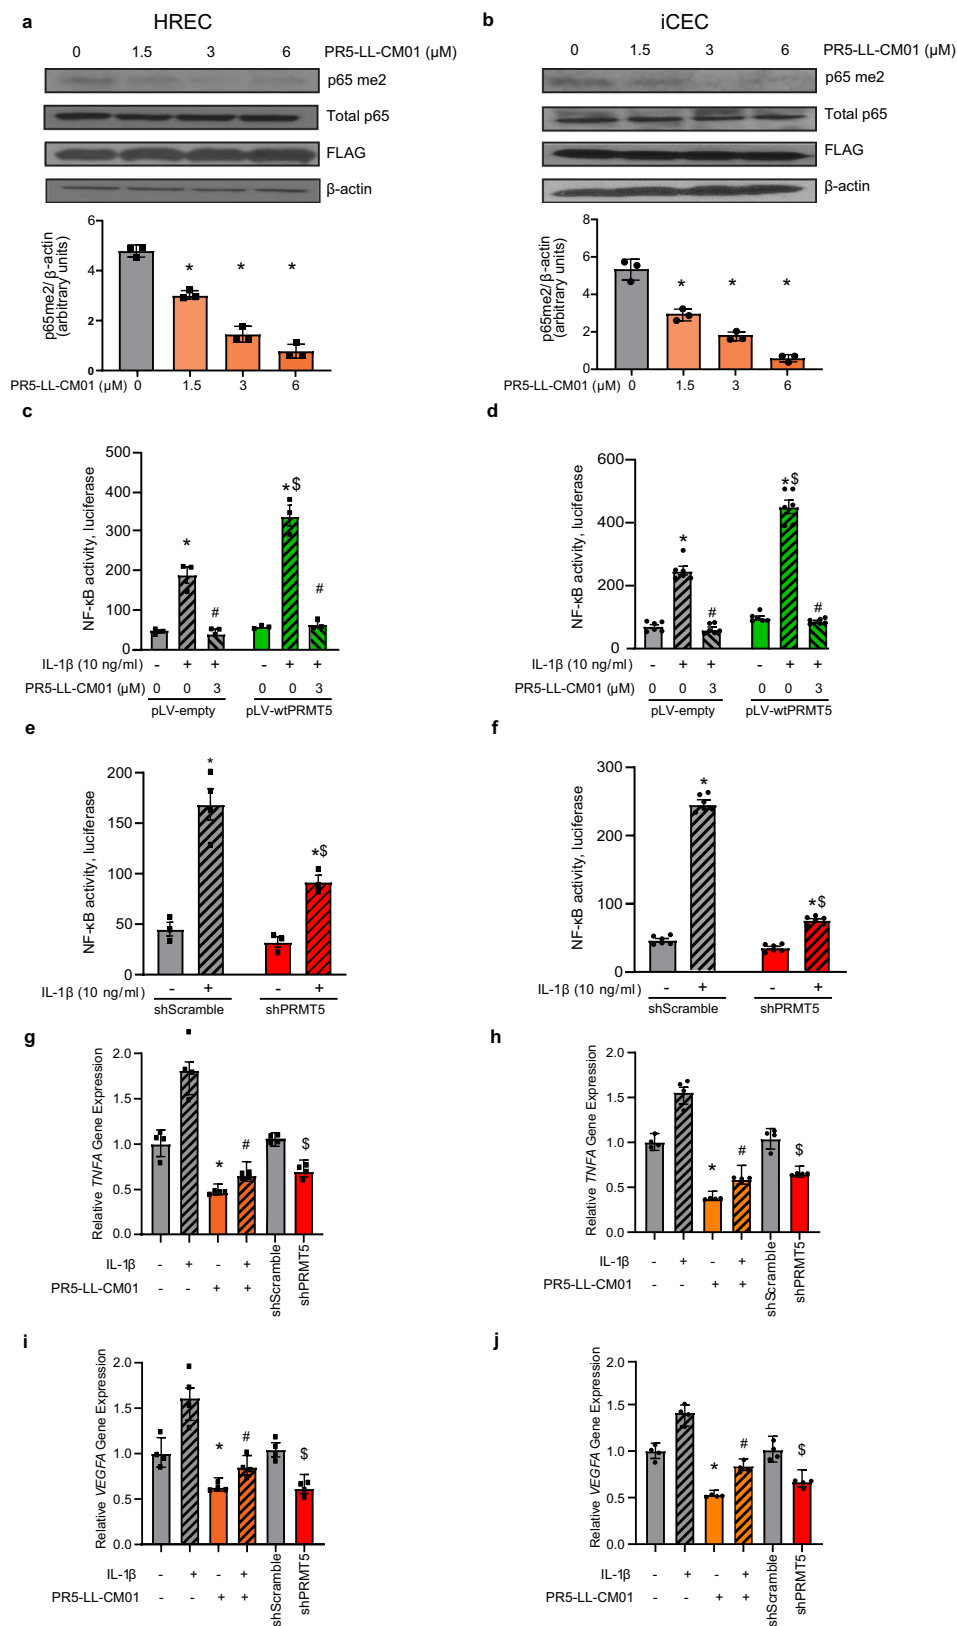 a HREC
0 1.5 3 6 PR5-LL-CM01 (µM)
p65 me2
Total p65
FLAG
β-actin
p65me2/β-actin
(arbitrary units)
6
4
2
0
* * *
PR5-LL-CM01 (µM) 0 1.5 3 6
b iCEC
0 1.5 3 6 PR5-LL-CM01 (µM)
p65 me2
Total p65
FLAG
β-actin
p65me2/β-actin
(arbitrary units)
8
6
4
2
0
* * *
PR5-LL-CM01 (µM) 0 1.5 3 6
c
NF-κB activity, luciferase
500
400
300
200
100
0
* # *$ #
IL-1β (10 ng/ml) - + + - + +
PR5-LL-CM01 (µM) 0 0 3 0 0 3
pLV-empty pLV-wtPRMT5
d
NF-κB activity, luciferase
600
400
200
0
* # *$ #
IL-1β (10 ng/ml) - + + - + +
PR5-LL-CM01 (µM) 0 0 3 0 0 3
pLV-empty pLV-wtPRMT5
e
NF-κB activity, luciferase
200
150
100
50
0
* *$
IL-1β (10 ng/ml) - + - +
shScramble shPRMT5
f
NF-κB activity, luciferase
300
200
100
0
* *$
IL-1β (10 ng/ml) - + - +
shScramble shPRMT5
g
Relative TNFA Gene Expression
2.0
1.5
1.0
0.5
0.0
* # $
IL-1β - + - +
PR5-LL-CM01 - - + +
shScramble
shPRMT5
h
Relative TNFA Gene Expression
2.0
1.5
1.0
0.5
0.0
* # $
IL-1β - + - +
PR5-LL-CM01 - - + +
shScramble
shPRMT5
i
Relative VEGFA Gene Expression
2.0
1.5
1.0
0.5
0.0
* # $
IL-1β - + - +
PR5-LL-CM01 - - + +
shScramble
shPRMT5
j
Relative VEGFA Gene Expression
2.0
1.5
1.0
0.5
0.0
* # $
IL-1β - + - +
PR5-LL-CM01 - - + +
shScramble
shPRMT5